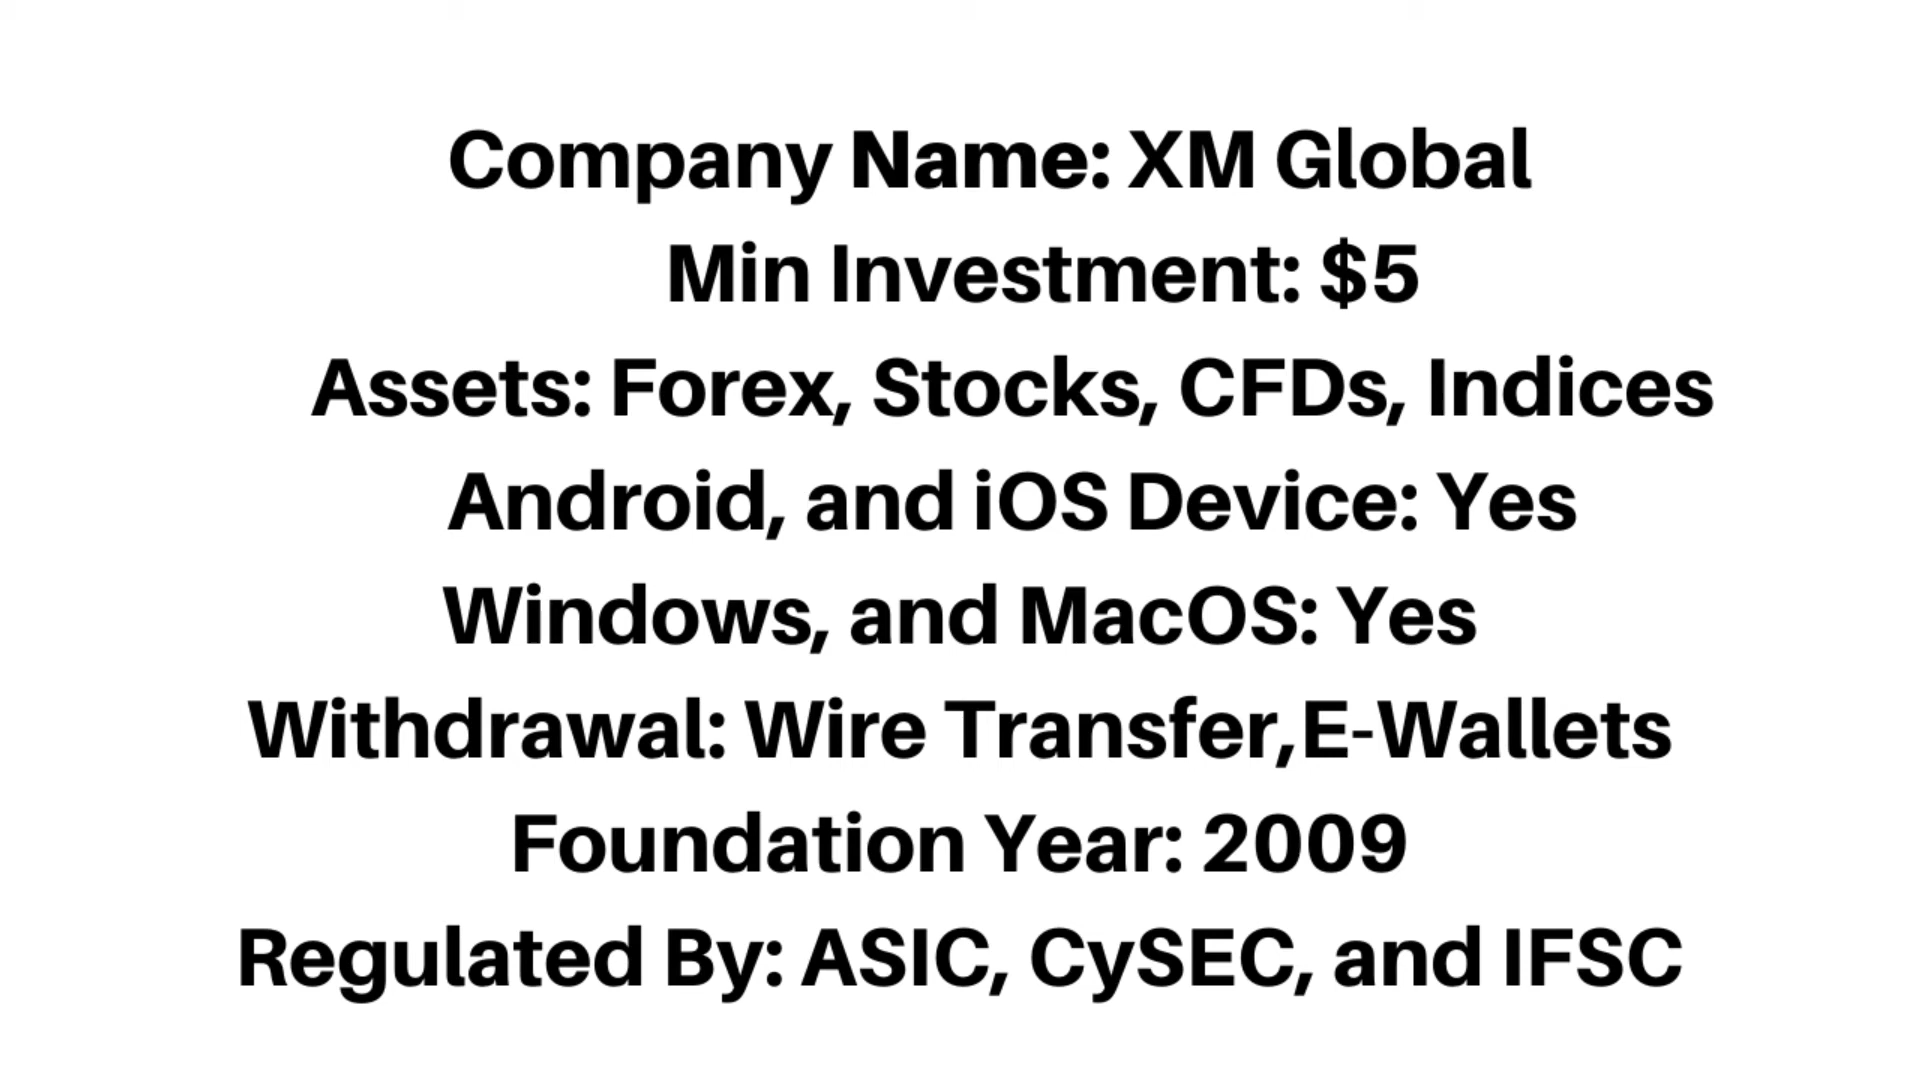 Company Name: XM Global
Min Investment: $5
Assets: Forex, Stocks, CFDs, Indices
Android, and iOS Device: Yes
Windows, and MacOS: Yes
Withdrawal: Wire Transfer,E-Wallets
Foundation Year: 2009
Regulated By: ASIC, CySEC, and IFSC